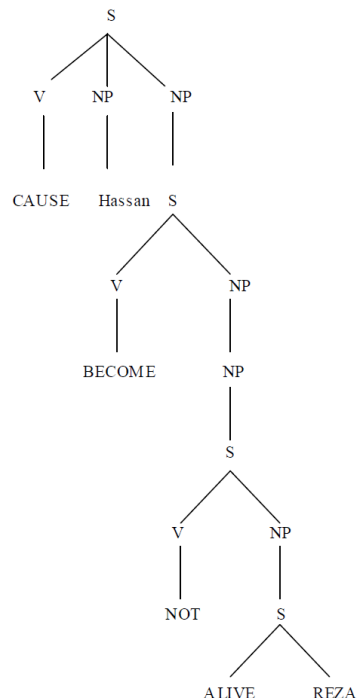 S
V NP NP
CAUSE Hassan S
V NP
BECOME NP
S
V NP
NOT S
ALIVE REZA